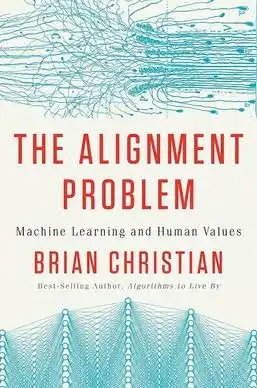 THE ALIGNMENT
PROBLEM
Machine Learning and Human Values
BRIAN CHRISTIAN
Best-Selling Author, Algorithms to Live By